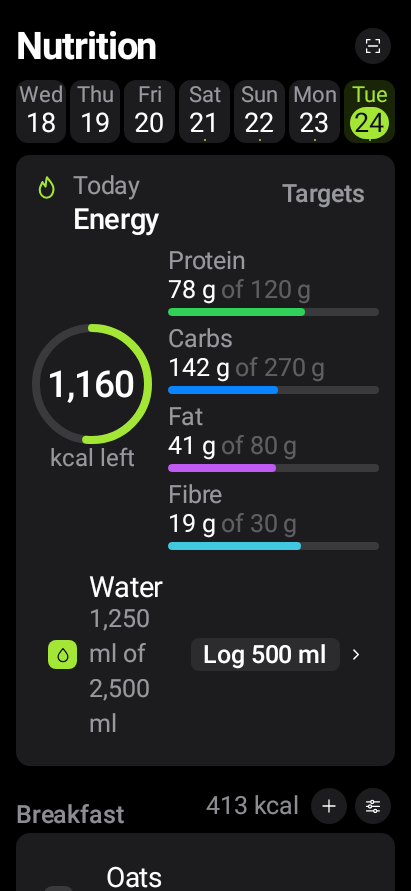 Nutrition
Wed Thu Fri Sat Sun Mon Tue
18 19 20 21 22 23 24
Today
Energy
Targets
Protein
78 g of 120 g
Carbs
142 g of 270 g
Fat
41 g of 80 g
Fibre
19 g of 30 g
1,160
kcal left
Water
1,250
ml of
2,500
ml
Log 500 ml
Breakfast
413 kcal
Oats